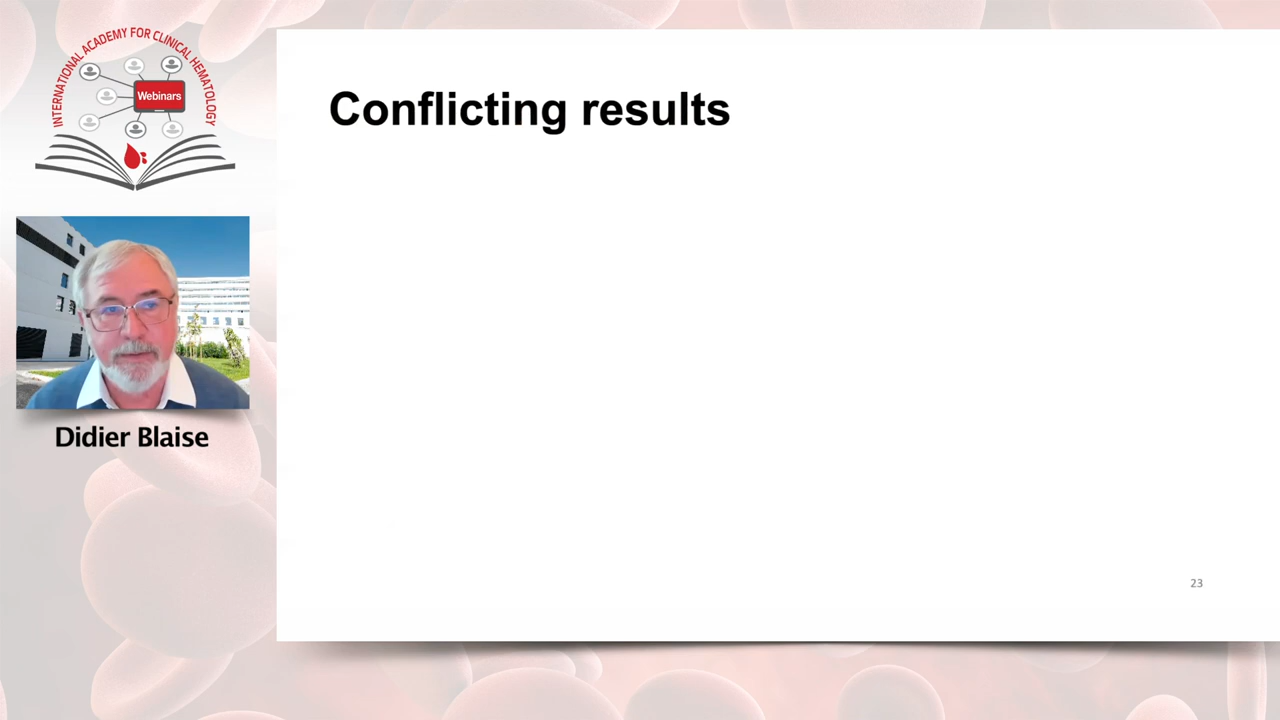 INTERNATIONAL ACADEMY FOR CLINICAL HEMATOLOGY
Webinars
Conflicting results
Didier Blaise
23